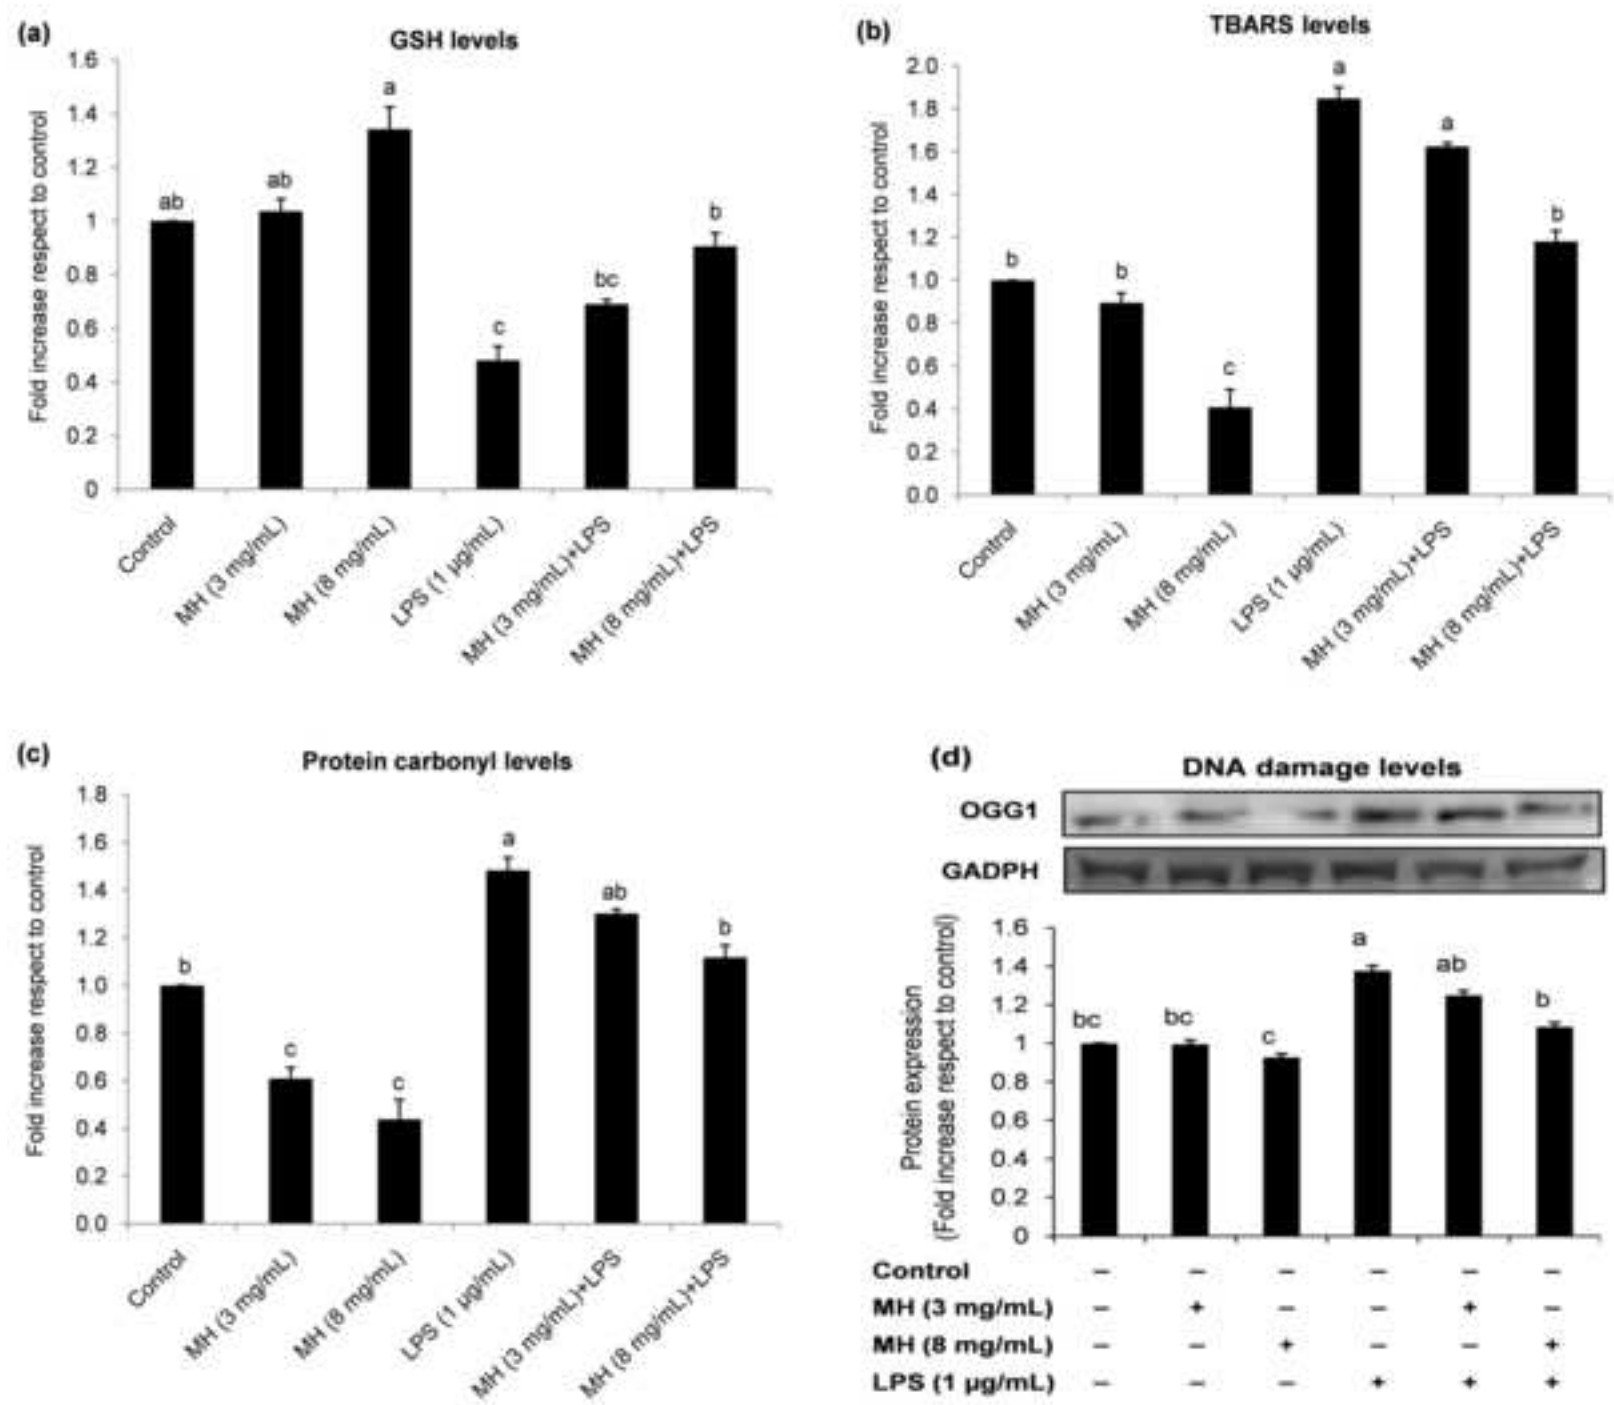 (a)
GSH levels
Fold increase respect to control
1.6
1.4
1.2
1
0.8
0.6
0.4
0.2
0
ab
ab
a
c
bc
b
Control
MH (3 mg/mL)
MH (8 mg/mL)
LPS (1 µg/mL)
MH (3 mg/mL)+LPS
MH (8 mg/mL)+LPS
(b)
TBARS levels
Fold increase respect to control
2.0
1.8
1.6
1.4
1.2
1.0
0.8
0.6
0.4
0.2
0.0
b
b
c
a
a
b
Control
MH (3 mg/mL)
MH (8 mg/mL)
LPS (1 µg/mL)
MH (3 mg/mL)+LPS
MH (8 mg/mL)+LPS
(c)
Protein carbonyl levels
Fold increase respect to control
1.8
1.6
1.4
1.2
1.0
0.8
0.6
0.4
0.2
0.0
b
c
c
a
ab
b
Control
MH (3 mg/mL)
MH (8 mg/mL)
LPS (1 µg/mL)
MH (3 mg/mL)+LPS
MH (8 mg/mL)+LPS
(d)
DNA damage levels
OGG1
GADPH
Protein expression
(Fold increase respect to control)
1.6
1.4
1.2
1
0.8
0.6
0.4
0.2
0
bc
bc
c
a
ab
b
Control – – – – – –
MH (3 mg/mL) – + – – + –
MH (8 mg/mL) – – + – – +
LPS (1 µg/mL) – – – + + +